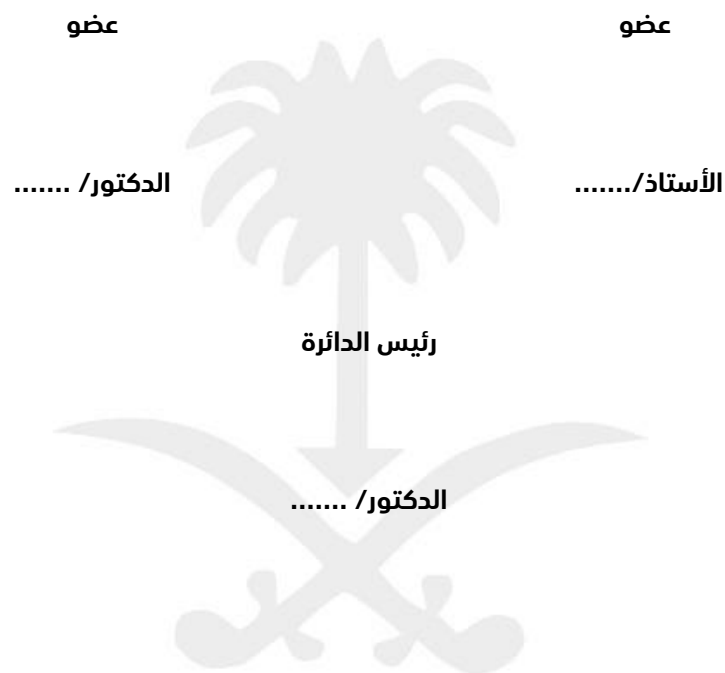 عضو
عضو
الأستاذ/.......
الدكتور/ .......
رئيس الدائرة
الدكتور/ .......